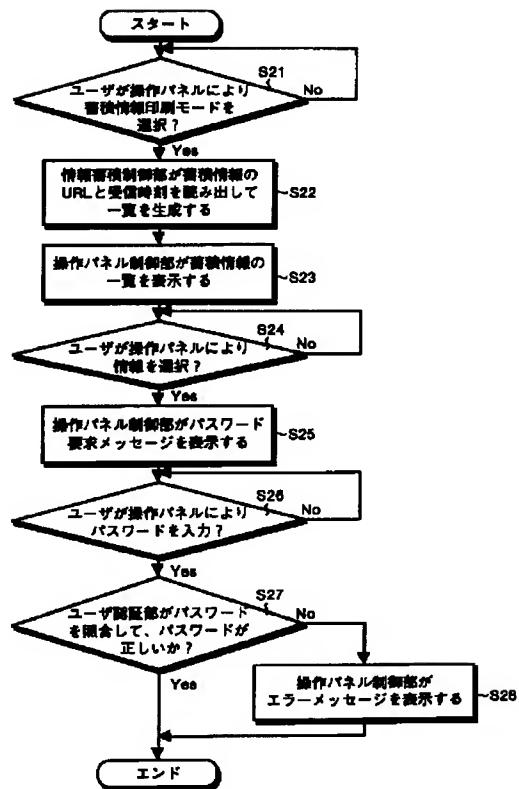 スタート
S21
ユーザが操作パネルにより
蓄積情報印刷モードを
選択？
No
Yes
情報蓄積制御部が蓄積情報の
URLと受信時刻を読み出して
一覧を生成する
S22
操作パネル制御部が蓄積情報の
一覧を表示する
S23
S24
ユーザが操作パネルにより
情報を選択？
No
Yes
操作パネル制御部がパスワード
要求メッセージを表示する
S25
S26
ユーザが操作パネルにより
パスワードを入力？
No
Yes
S27
ユーザ認証部がパスワード
を照合して、パスワードが
正しいか？
No
Yes
操作パネル制御部が
エラーメッセージを表示する
S28
エンド